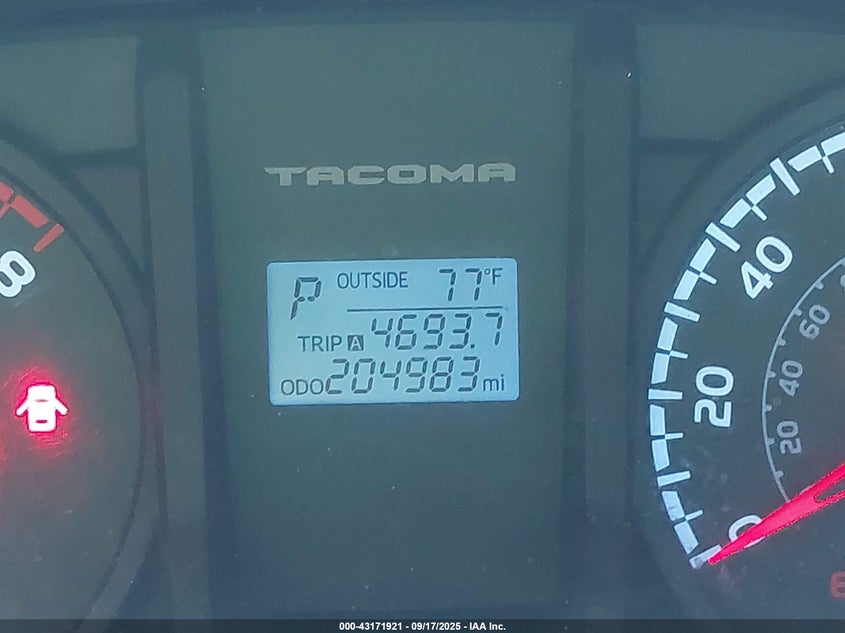 TACOMA
P OUTSIDE 77°F
TRIP A 4693.7
ODO 204983 mi
8
40
20
0
60
40
20
000-43171921 - 09/17/2025 - IAA Inc.